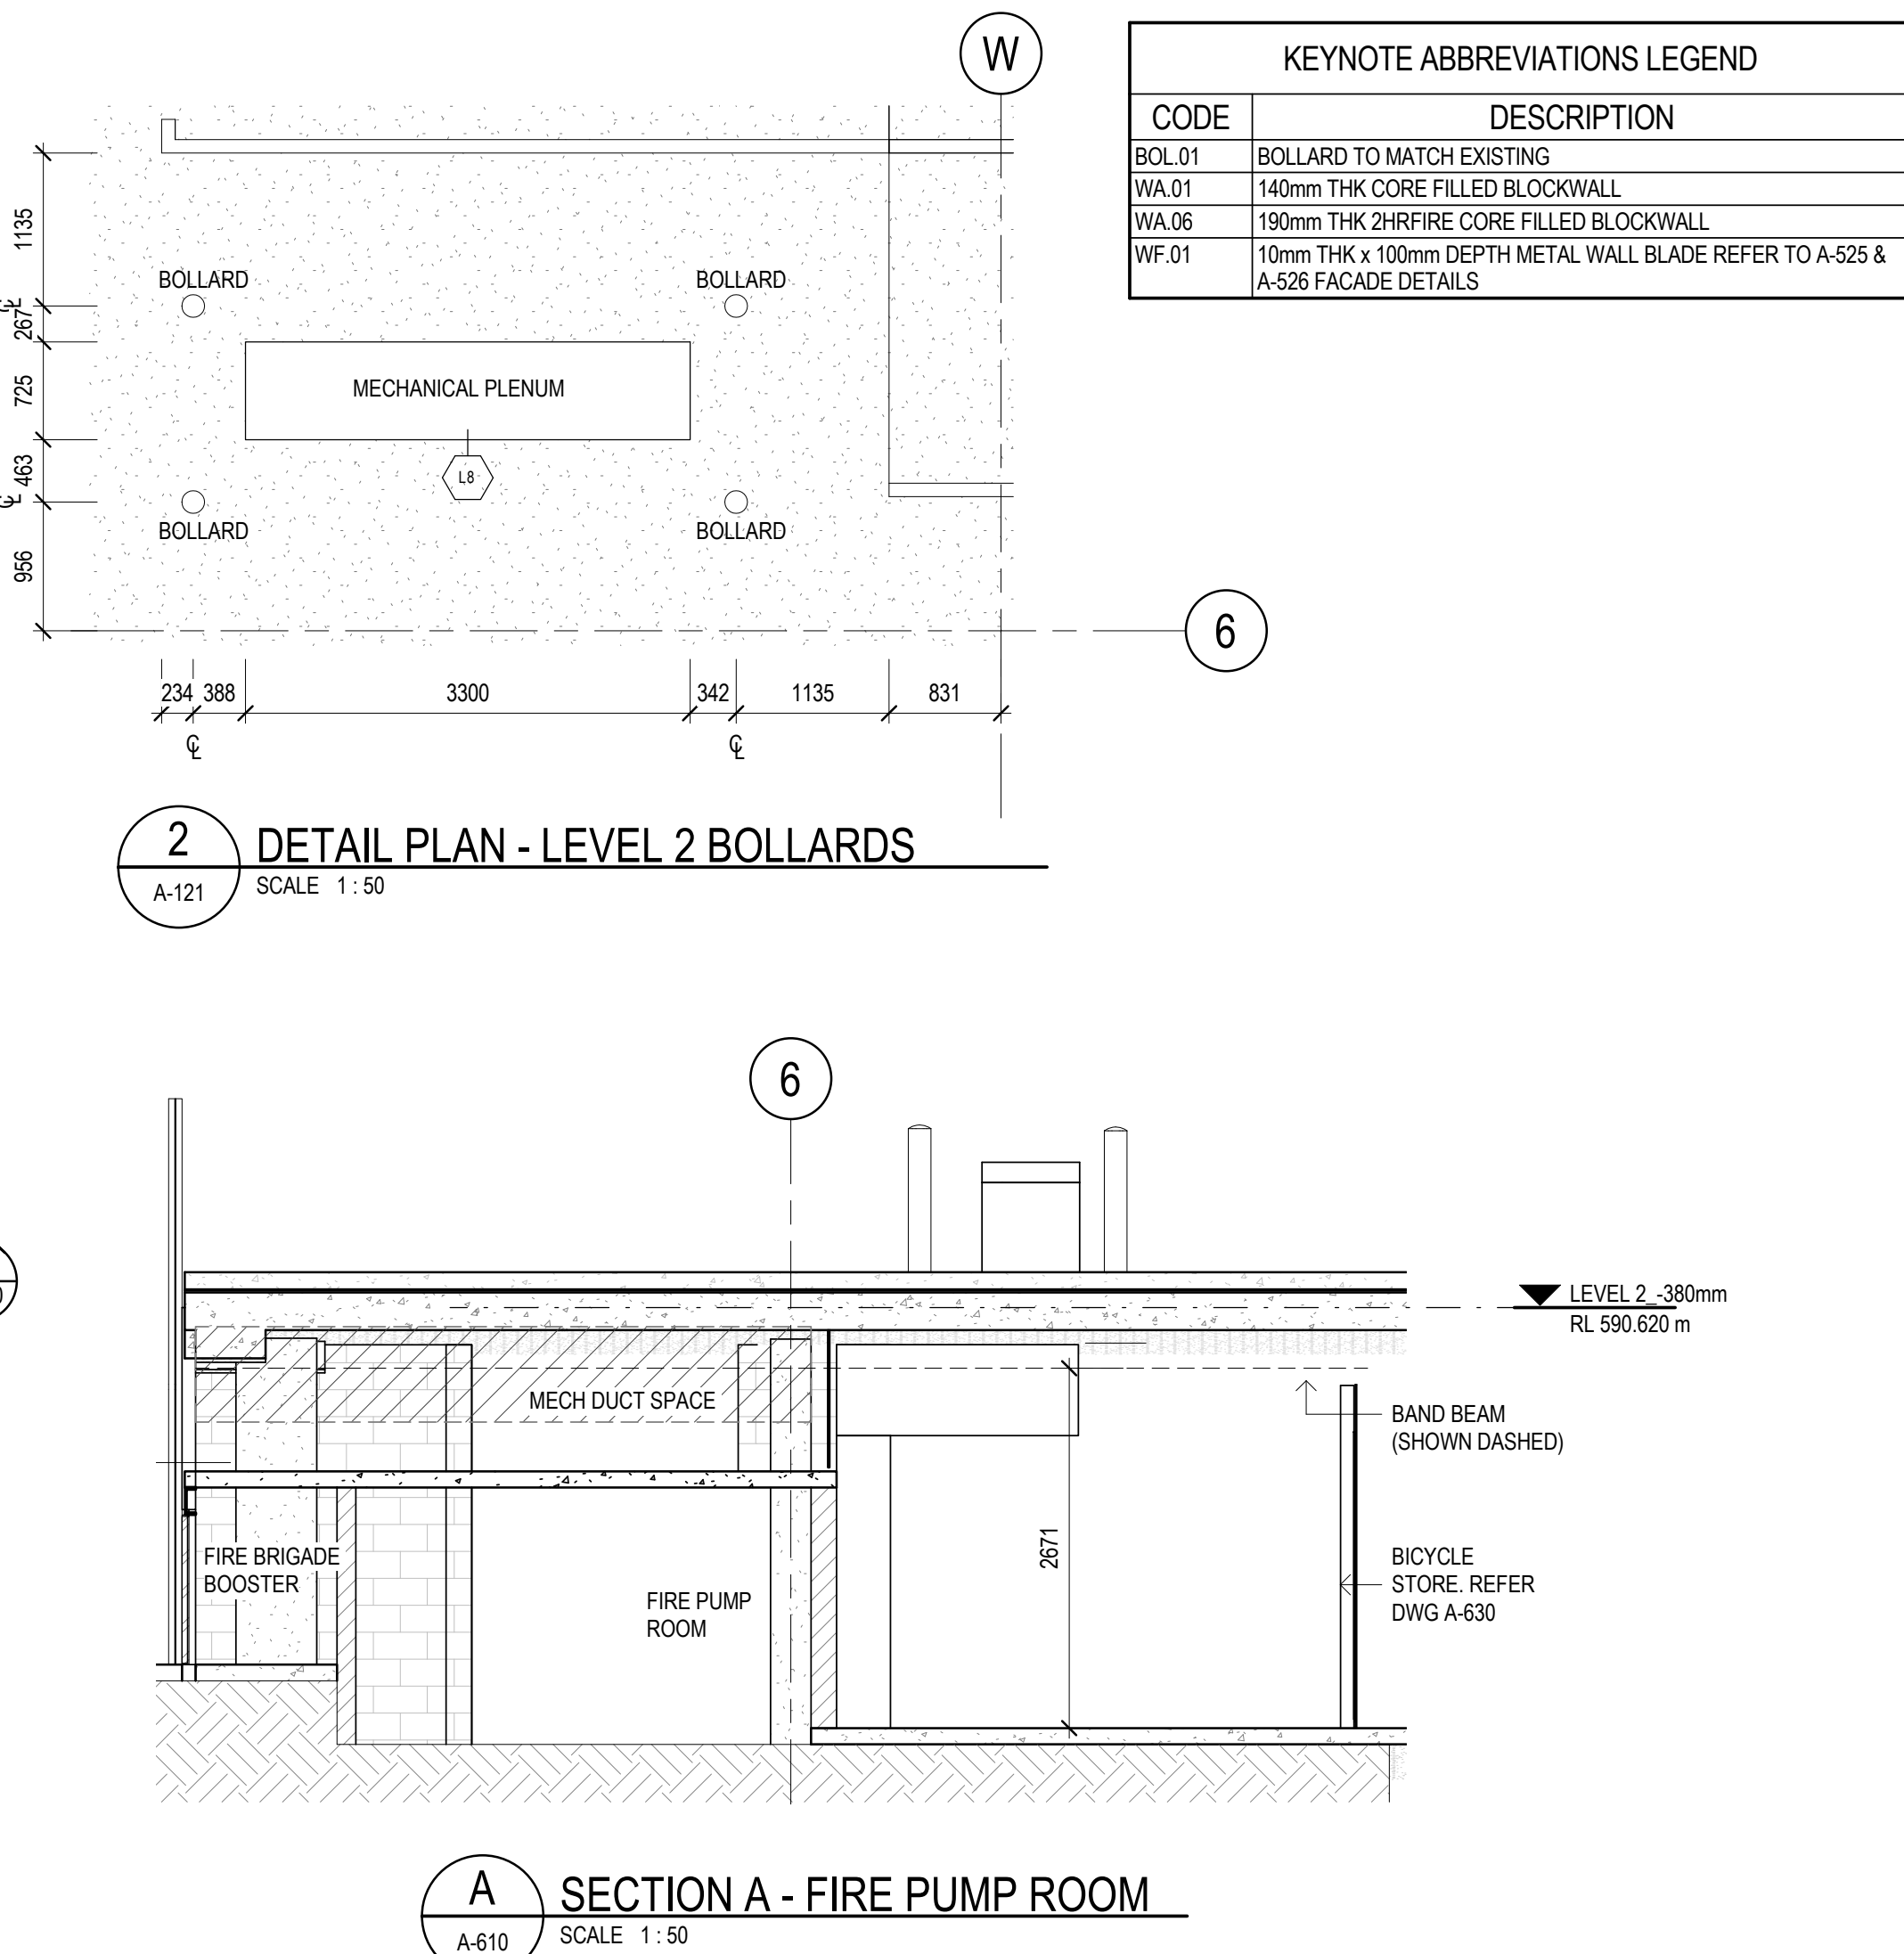 W
KEYNOTE ABBREVIATIONS LEGEND
CODE DESCRIPTION
BOL.01 BOLLARD TO MATCH EXISTING
WA.01 140mm THK CORE FILLED BLOCKWALL
WA.06 190mm THK 2HRFIRE CORE FILLED BLOCKWALL
WF.01 10mm THK x 100mm DEPTH METAL WALL BLADE REFER TO A-525 &
A-526 FACADE DETAILS
1135
℄
267
725
463
℄
956
BOLLARD BOLLARD
MECHANICAL PLENUM
L8
BOLLARD BOLLARD
6
234 388 3300 342 1135 831
℄ ℄
2
A-121
DETAIL PLAN - LEVEL 2 BOLLARDS
SCALE 1 : 50
6
LEVEL 2_-380mm
RL 590.620 m
MECH DUCT SPACE
BAND BEAM
(SHOWN DASHED)
FIRE BRIGADE
BOOSTER
FIRE PUMP
ROOM
2671
BICYCLE
STORE. REFER
DWG A-630
A
A-610
SECTION A - FIRE PUMP ROOM
SCALE 1 : 50